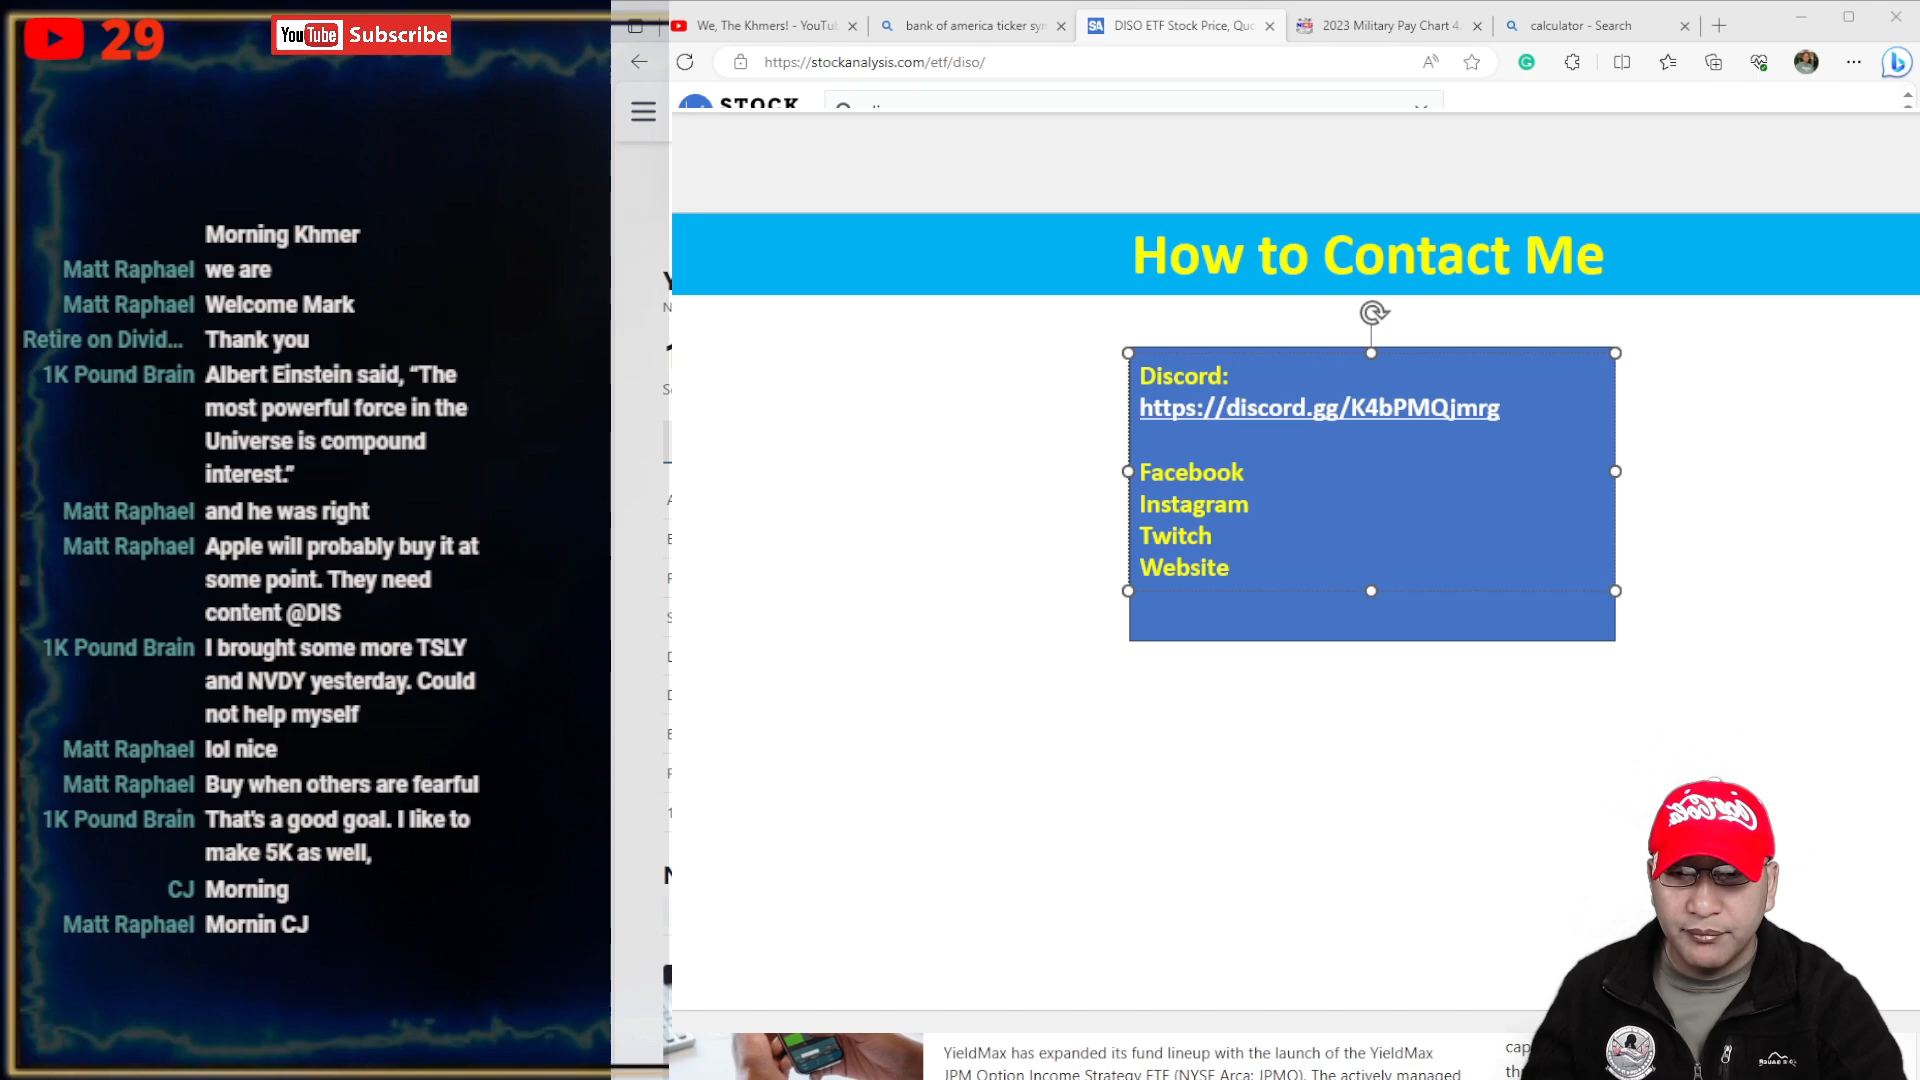 29
YouTube Subscribe
Morning Khmer
Matt Raphael we are
Matt Raphael Welcome Mark
Retire on Divid... Thank you
1K Pound Brain Albert Einstein said, “The
most powerful force in the
Universe is compound
interest.”
Matt Raphael and he was right
Matt Raphael Apple will probably buy it at
some point. They need
content @DIS
1K Pound Brain I brought some more TSLY
and NVDY yesterday. Could
not help myself
Matt Raphael lol nice
Matt Raphael Buy when others are fearful
1K Pound Brain That's a good goal. I like to
make 5K as well,
CJ Morning
Matt Raphael Mornin CJ
We, The Khmers! - YouTu
bank of america ticker syn
SA DISO ETF Stock Price, Quo
2023 Military Pay Chart 4.
calculator - Search
https://stockanalysis.com/etf/diso/
STOCK
How to Contact Me
Discord:
https://discord.gg/K4bPMQjmrg
Facebook
Instagram
Twitch
Website
Coca-Cola
YieldMax has expanded its fund lineup with the launch of the YieldMax
JPM Option Income Strategy ETF (NYSE Arca: JPMO). The actively managed